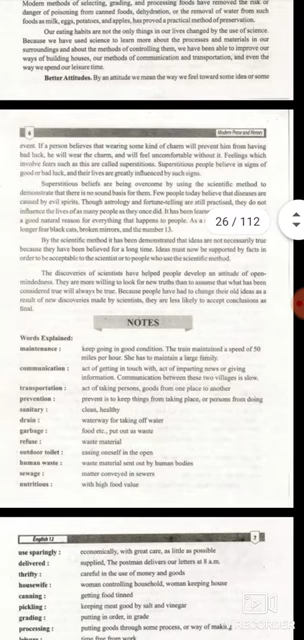 Modern methods of selecting, grading, and processing foods have removed the risk or
danger of poisoning from canned foods, dehydration, or the removal of water from such
foods as milk, eggs, potatoes, and apples, has proved a practical method of preservation.
Our eating habits are not the only things in our lives changed by the use of science.
Because we have used science to learn more about the processes and materials in our
surroundings and about the methods of controlling them, we have been able to improve our
ways of building houses, our methods of communication and transportation, and even the
way we spend our leisure time.
Better Attitudes. By an attitude we mean the way we feel toward some idea or some
6
Modern Prose and Heroes
event. If a person believes that wearing some kind of charm will prevent him from having
bad luck, he will wear the charm, and will feel uncomfortable without it. Feelings which
involve fears such as this are called superstitions. Superstitious people believe in signs of
good or bad luck, and their lives are greatly influenced by such signs.
Superstitious beliefs are being overcome by using the scientific method to
demonstrate that there is no sound basis for them. Few people today believe that diseases are
caused by evil spirits. Though astrology and fortune-telling are still practised, they do not
influence the lives of as many people as they once did. It has been
a good natural reason for everything that happens to people. As a
longer fear black cats, broken mirrors, and the number 13.
26 / 112
By the scientific method it has been demonstrated that ideas are not necessarily true
because they have been believed for a long time. Ideas must now be supported by facts in
order to be acceptable to the scientist or to people who use the scientific method.
The discoveries of scientists have helped people develop an attitude of open-
mindedness. They are more willing to look for new truths than to assume that what has been
considered true will always be true. Because people have had to change their old ideas as a
result of new discoveries made by scientists, they are less likely to accept conclusions as
final.
NOTES
Words Explained:
maintenance : keep going in good condition. The train maintained a speed of 50
miles per hour. She has to maintain a large family.
communication : act of getting in touch with, act of imparting news or giving
information. Communication between these two villages is slow.
transportation : act of taking persons, goods from one place to another
prevention : prevent is to keep things from taking place, or persons from doing
sanitary : clean, healthy
drain : waterway for taking off water
garbage : food etc., put out as waste
refuse : waste material
outdoor toilet : easing oneself in the open
human waste : waste material sent out by human bodies
sewage : matter conveyed in sewers
nutritious : with high food value
English 12
7
use sparingly : economically, with great care, as little as possible
delivered : supplied, The postman delivers our letters at 8 a.m.
thrifty : careful in the use of money and goods
housewife : woman controlling household, woman keeping house
canning : getting food tinned
pickling : keeping meat good by salt and vinegar
grading : putting in order, in grade
processing : putting goods through some process, or way of making
leisure : time free from work
RECORDER